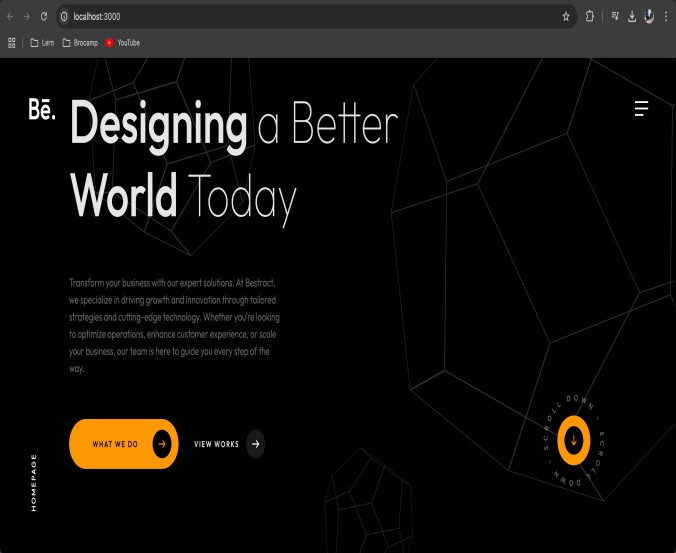 localhost:3000
Lern
Brocamp
YouTube
Bē.
Designing a Better
World Today
Transform your business with our expert solutions. At Bestract,
we specialize in driving growth and innovation through tailored
strategies and cutting-edge technology. Whether you're looking
to optimize operations, enhance customer experience, or scale
your business, our team is here to guide you every step of the
way.
WHAT WE DO
VIEW WORKS
SCROLL DOWN - SCROLL DOWN -
HOMEPAGE